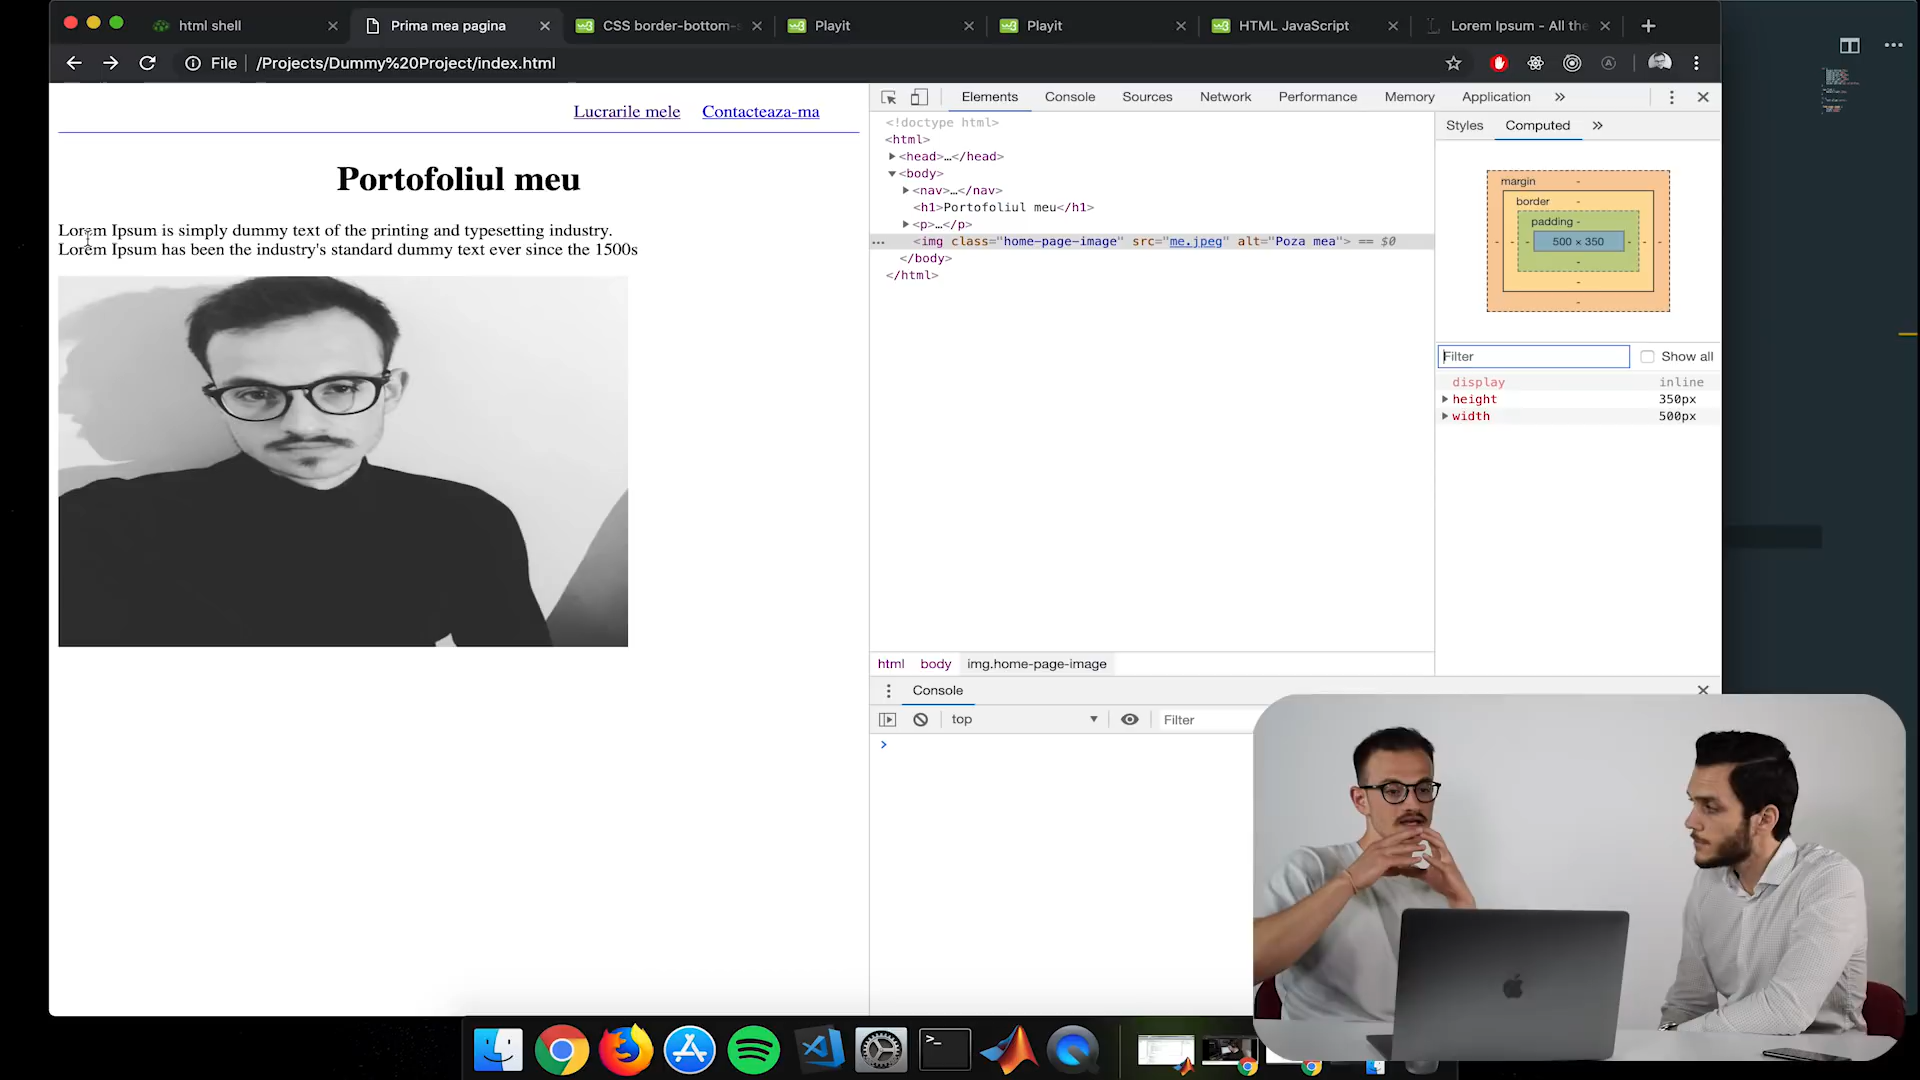 html shell
Prima mea pagina
CSS border-bottom-
Playit
Playit
HTML JavaScript
Lorem Ipsum - All the
File
/Projects/Dummy%20Project/index.html
Lucrarile mele
Contacteaza-ma
Portofoliul meu
Lorem Ipsum is simply dummy text of the printing and typesetting industry.
Lorem Ipsum has been the industry's standard dummy text ever since the 1500s
Elements
Console
Sources
Network
Performance
Memory
Application
»
<!doctype html>
<html>
<head>…</head>
<body>
<nav>…</nav>
<h1>Portofoliul meu</h1>
<p>…</p>
<img class="home-page-image" src="me.jpeg" alt="Poza mea"> == $0
</body>
</html>
Styles
Computed
»
margin -
border -
padding -
500 × 350
Filter
Show all
display inline
height 350px
width 500px
html body img.home-page-image
Console
top
Filter
>